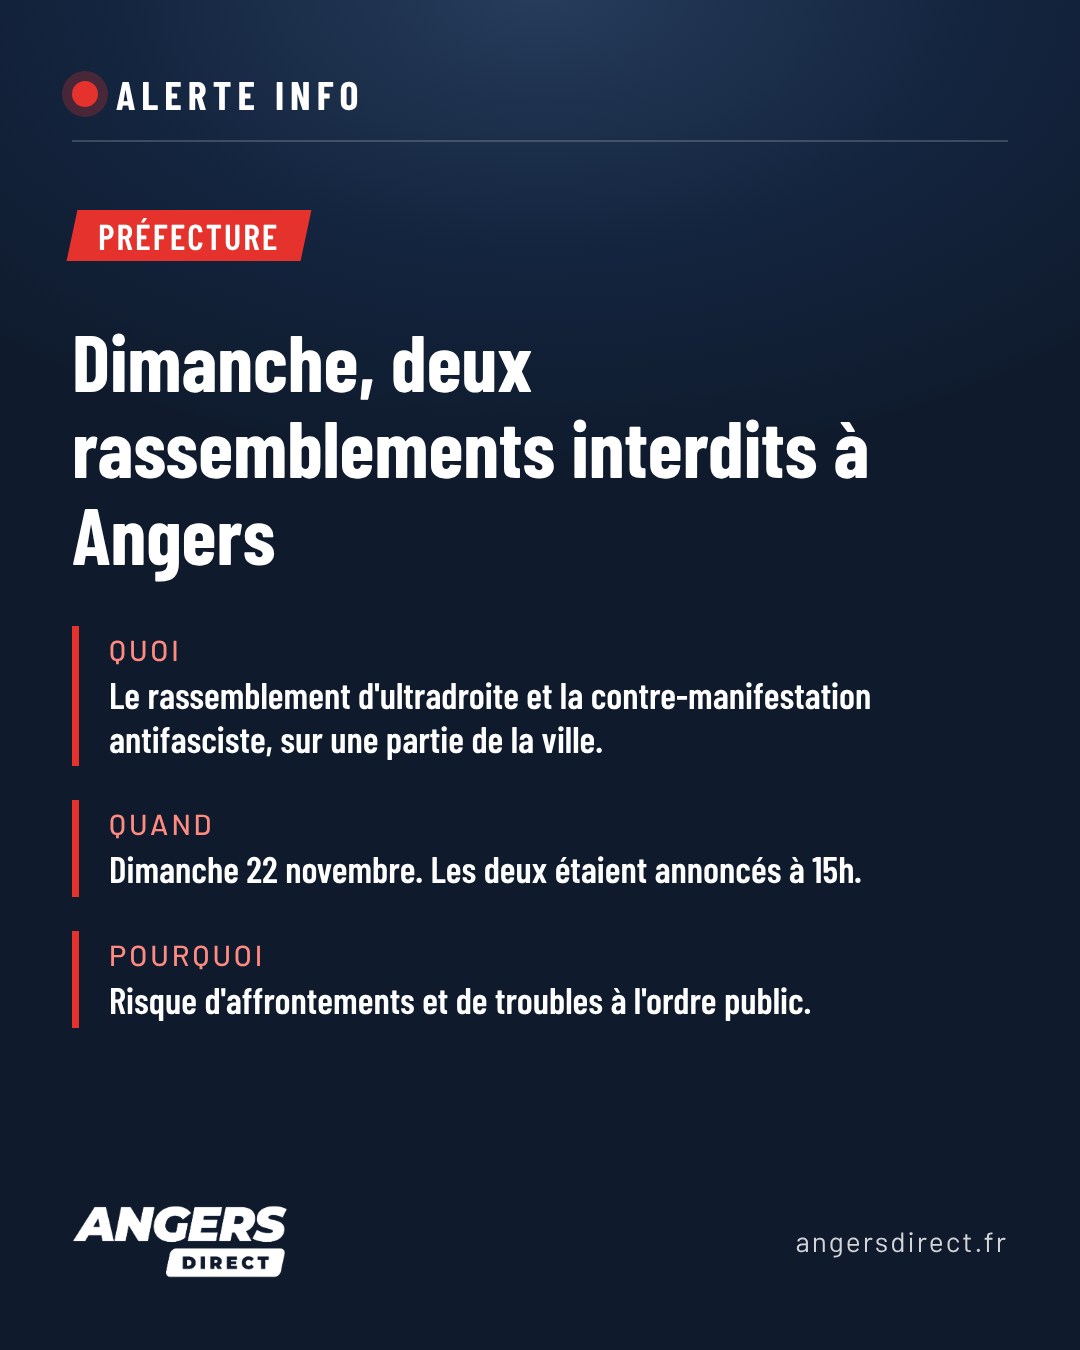 ALERTE INFO
PRÉFECTURE
Dimanche, deux
rassemblements interdits à
Angers
QUOI
Le rassemblement d'ultradroite et la contre-manifestation
antifasciste, sur une partie de la ville.
QUAND
Dimanche 22 novembre. Les deux étaient annoncés à 15h.
POURQUOI
Risque d'affrontements et de troubles à l'ordre public.
ANGERS
DIRECT
angersdirect.fr